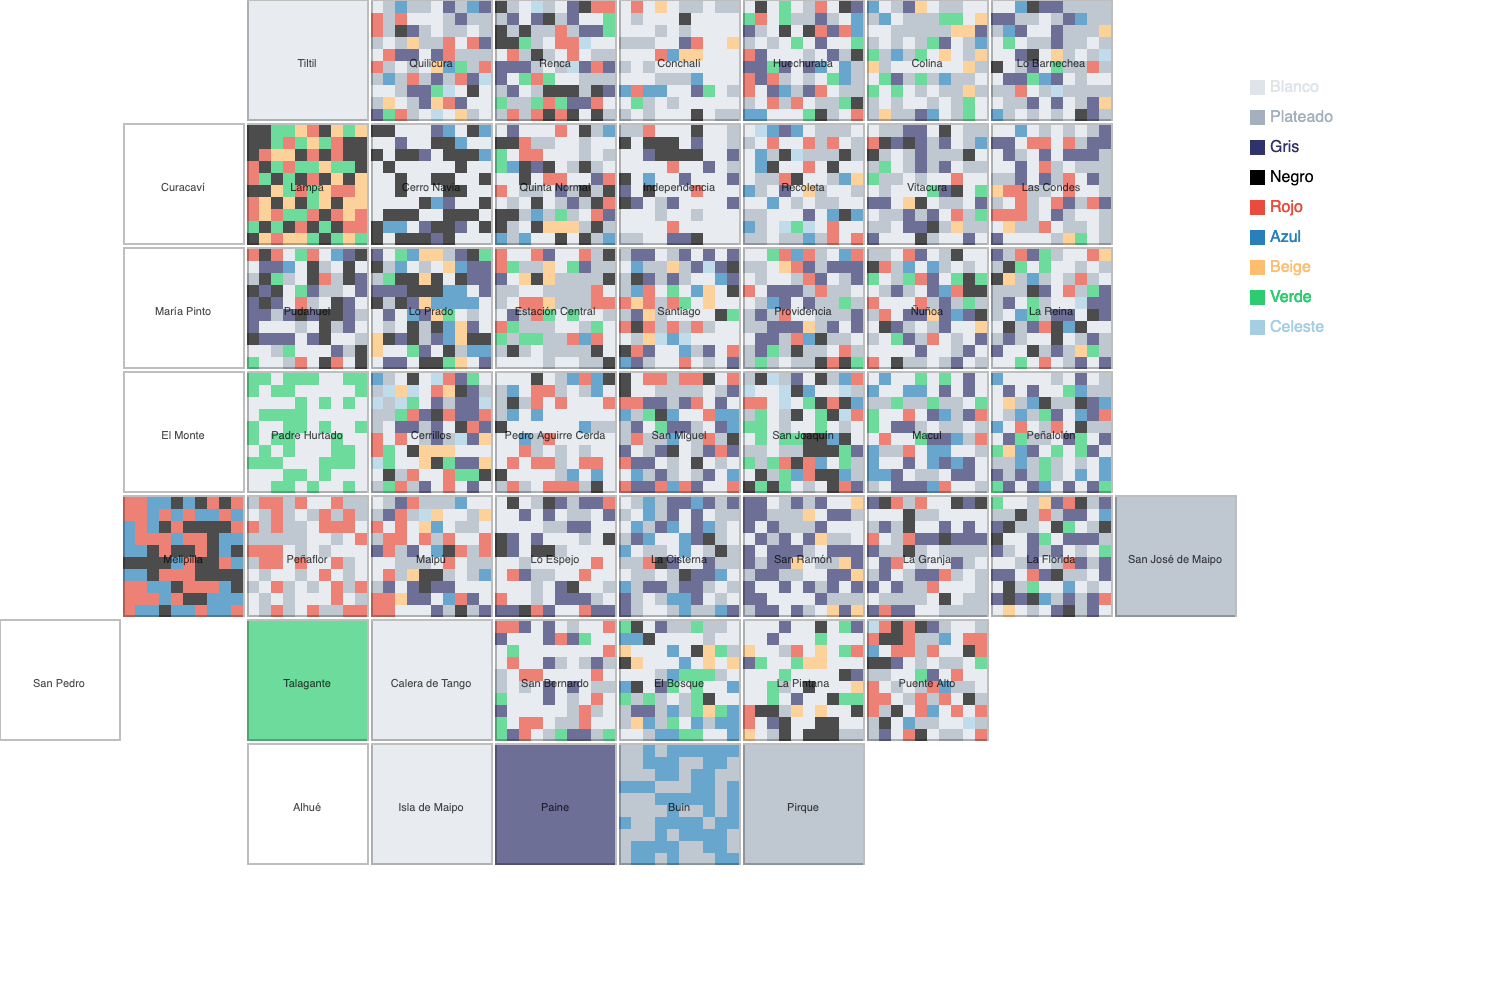 Tiltil
Quilicura
Renca
Conchalí
Huechuraba
Colina
Lo Barnechea
Blanco
Plateado
Gris
Negro
Rojo
Azul
Beige
Verde
Celeste
Curacaví
Lampa
Cerro Navia
Quinta Normal
Independencia
Recoleta
Vitacura
Las Condes
María Pinto
Pudahuel
Lo Prado
Estación Central
Santiago
Providencia
Ñuñoa
La Reina
El Monte
Padre Hurtado
Cerrillos
Pedro Aguirre Cerda
San Miguel
San Joaquín
Macul
Peñalolén
Melipilla
Peñaflor
Maipú
Lo Espejo
La Cisterna
San Ramón
La Granja
La Florida
San José de Maipo
San Pedro
Talagante
Calera de Tango
San Bernardo
El Bosque
La Pintana
Puente Alto
Alhué
Isla de Maipo
Paine
Buin
Pirque